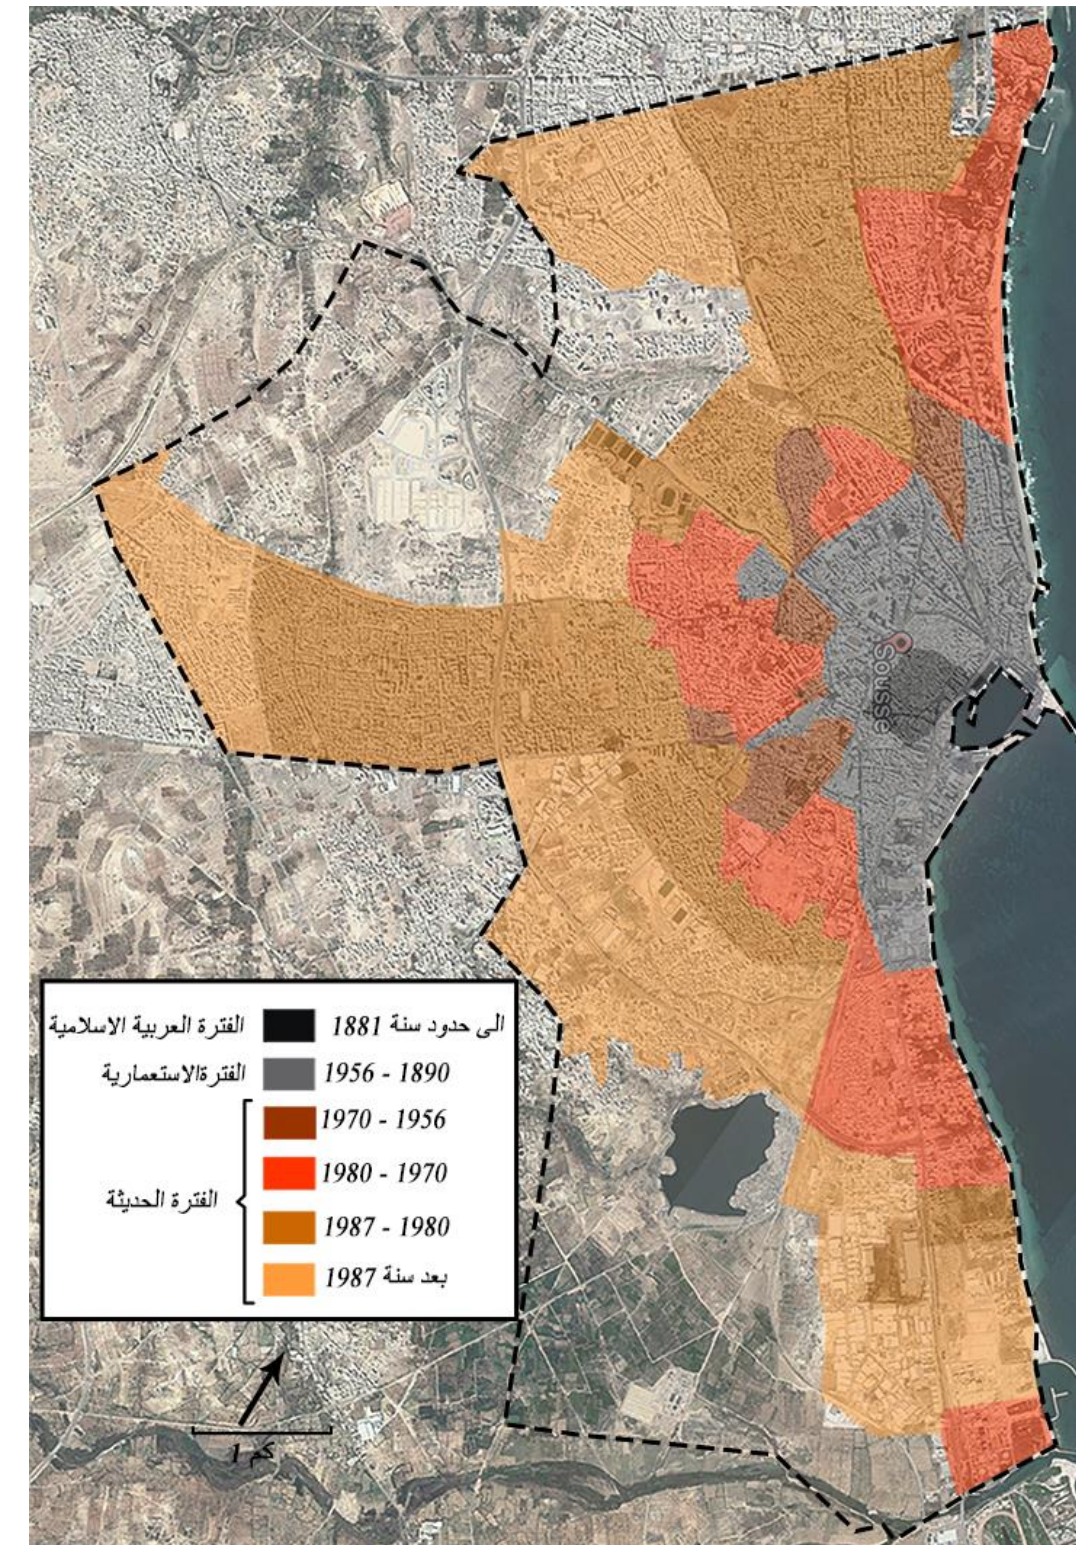 Sousse
الفترة العربية الاسلامية الى حدود سنة 1881
الفترةالاستعمارية 1890 - 1956
1956 - 1970
1970 - 1980
الفترة الحديثة
1980 - 1987
بعد سنة 1987
1 كم